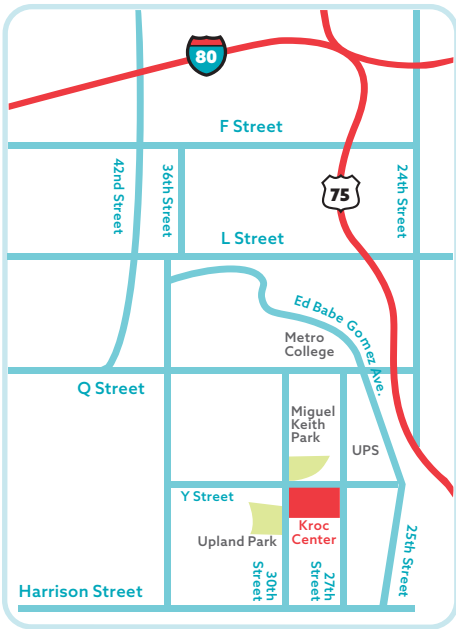 80
F Street
42nd Street
36th Street
24th Street
75
L Street
Ed Babe Gomez Ave.
Metro
College
Q Street
Miguel
Keith
Park
UPS
Y Street
Kroc
Center
Upland Park
30th
Street
27th
Street
25th Street
Harrison Street